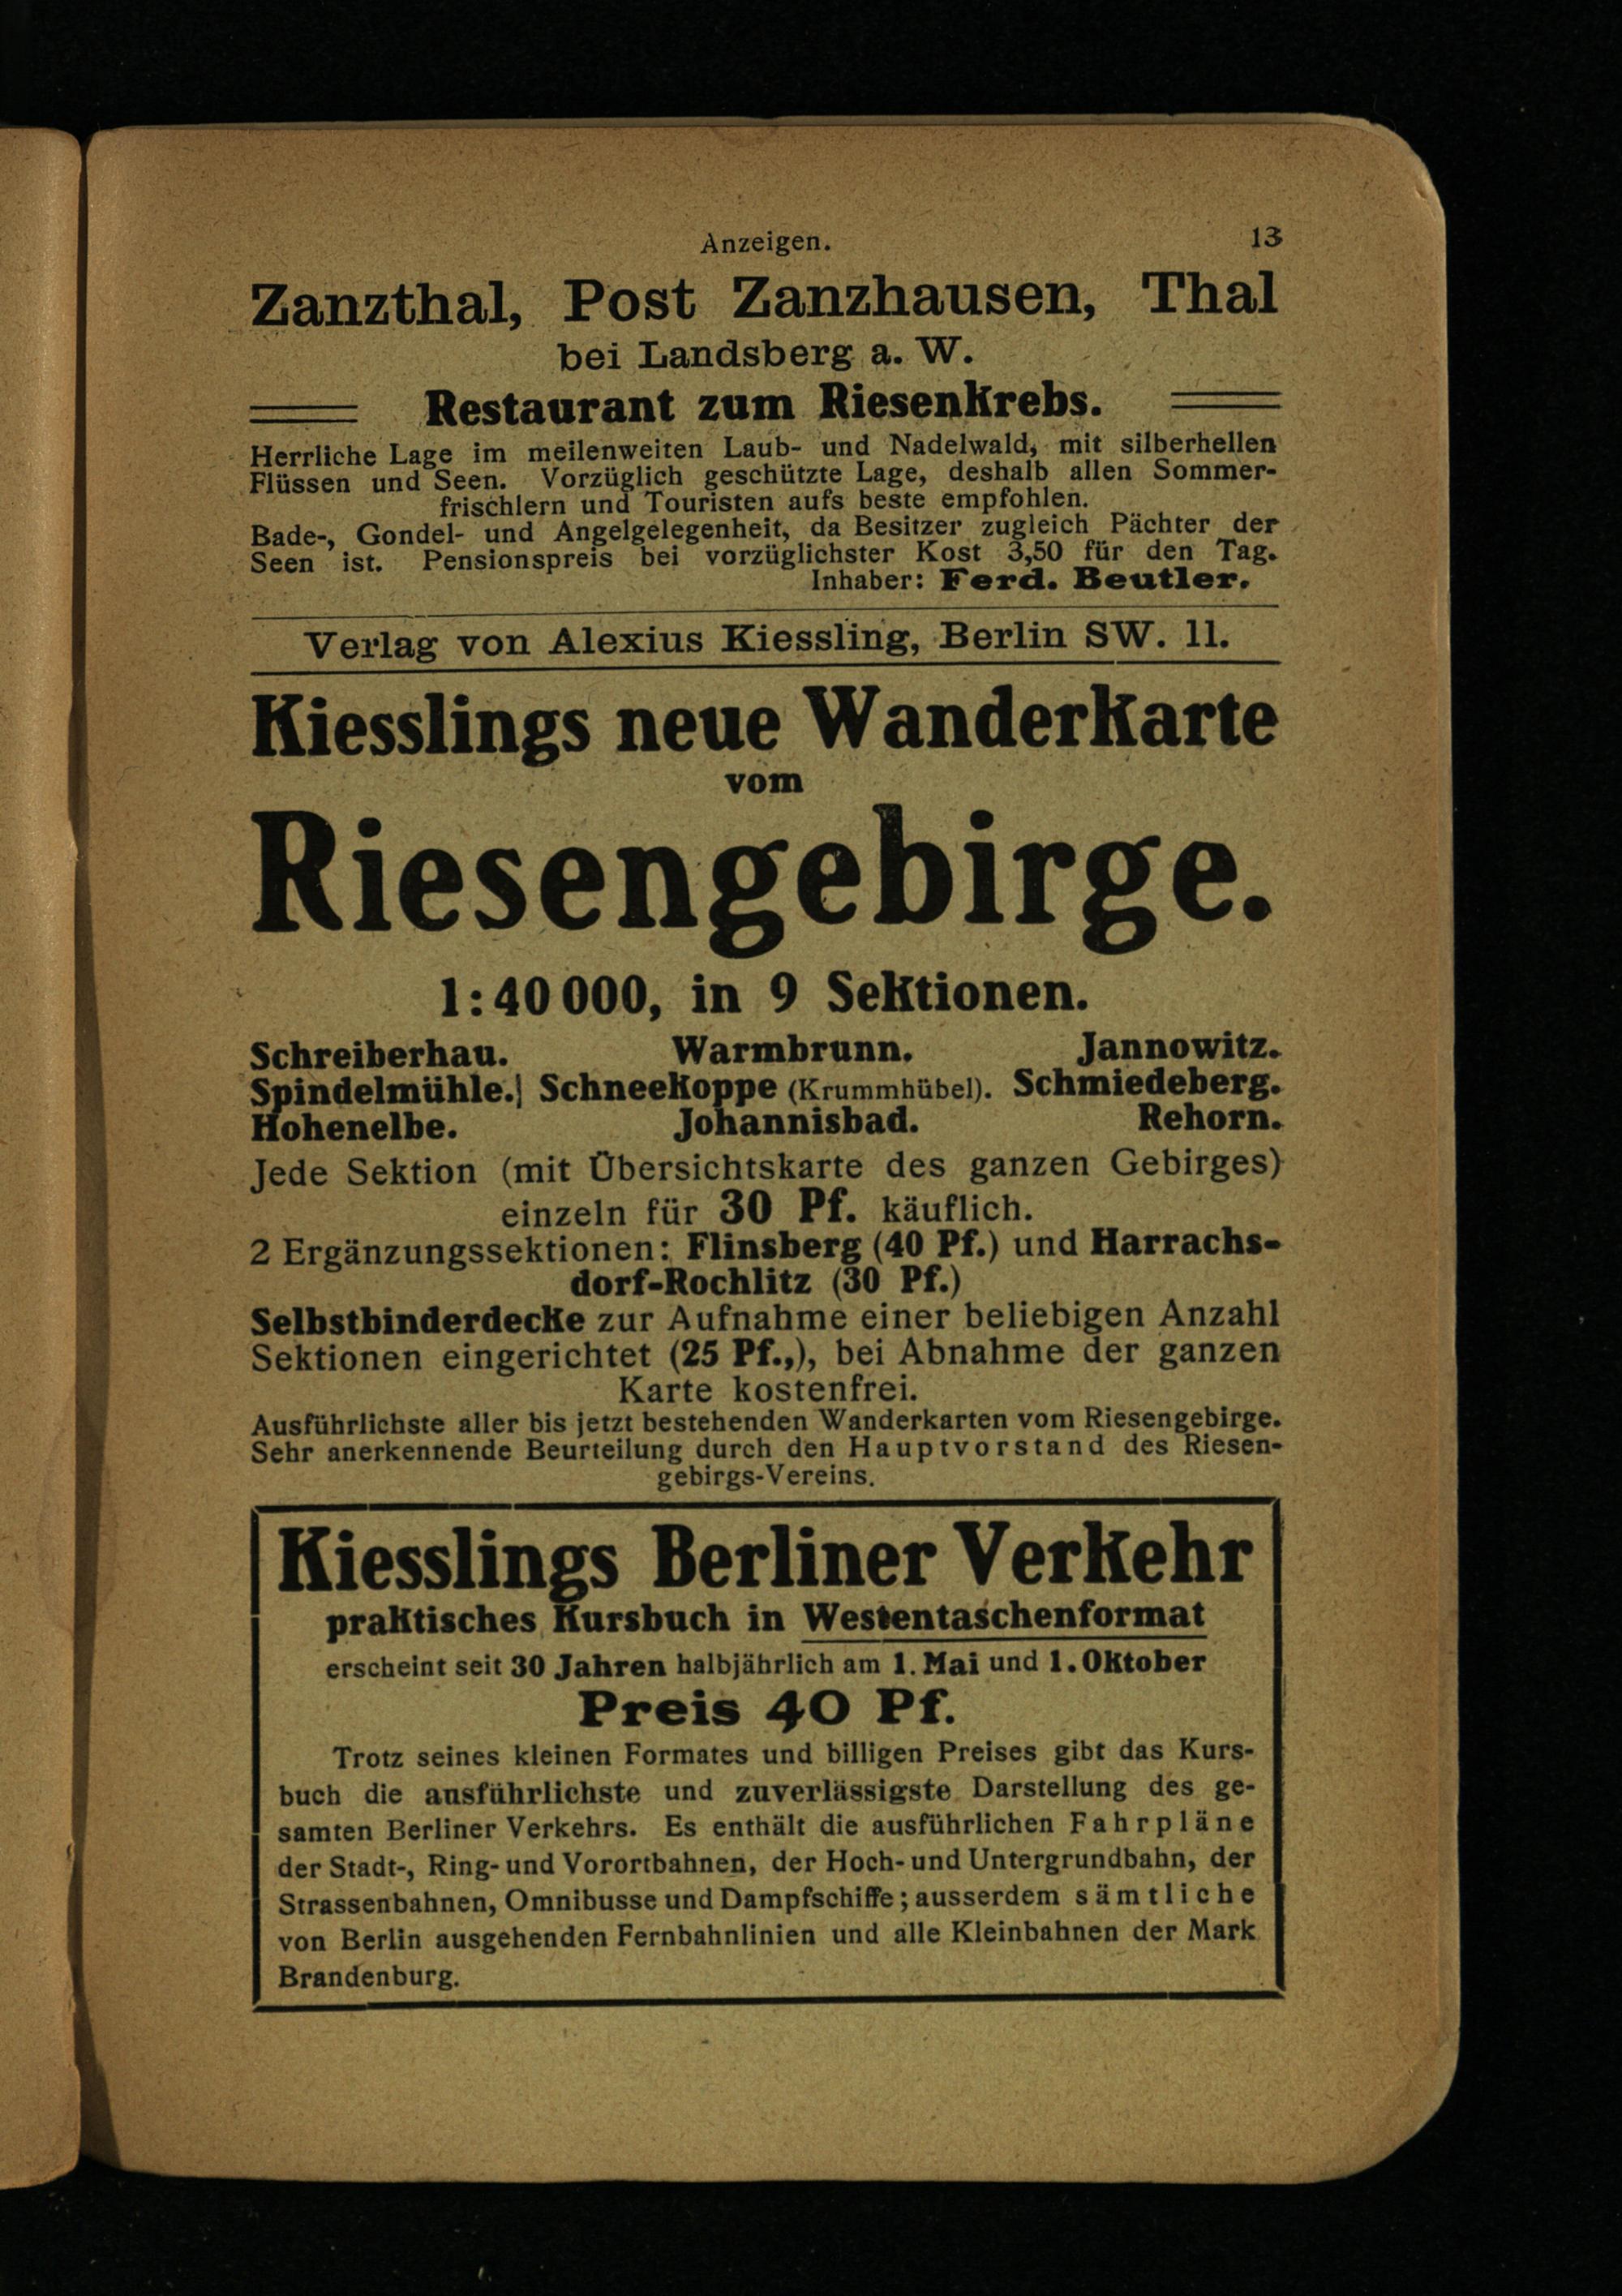 Anzeigen. 13
Zanzthal, Post Zanzhausen, Thal
bei Landsberg a. W.
Restaurant zum Riesenkrebs.
Herrliche Lage im meilenweiten Laub- und Nadelwald, mit silberhellen
Flüssen und Seen. Vorzüglich geschützte Lage, deshalb allen Sommer-
frischlern und Touristen aufs beste empfohlen.
Bade-, Gondel- und Angelgelegenheit, da Besitzer zugleich Pächter der
Seen ist. Pensionspreis bei vorzüglichster Kost 3,50 für den Tag.
Inhaber: Ferd. Beutler.
Verlag von Alexius Kiessling, Berlin SW. 11.
Kiesslings neue Wanderkarte
vom
Riesengebirge.
1:40 000, in 9 Sektionen.
Schreiberhau. Warmbrunn. Jannowitz.
Spindelmühle.| Schneekoppe (Krummhübel). Schmiedeberg.
Hohenelbe. Johannisbad. Rehorn.
Jede Sektion (mit Übersichtskarte des ganzen Gebirges)
einzeln für 30 Pf. käuflich.
2 Ergänzungssektionen: Flinsberg (40 Pf.) und Harrachs-
dorf-Rochlitz (30 Pf.)
Selbstbinderdecke zur Aufnahme einer beliebigen Anzahl
Sektionen eingerichtet (25 Pf.,), bei Abnahme der ganzen
Karte kostenfrei.
Ausführlichste aller bis jetzt bestehenden Wanderkarten vom Riesengebirge.
Sehr anerkennende Beurteilung durch den Hauptvorstand des Riesen-
gebirgs-Vereins.
Kiesslings Berliner Verkehr
praktisches Kursbuch in Westentaschenformat
erscheint seit 30 Jahren halbjährlich am 1. Mai und 1. Oktober
Preis 40 Pf.
Trotz seines kleinen Formates und billigen Preises gibt das Kurs-
buch die ausführlichste und zuverlässigste Darstellung des ge-
samten Berliner Verkehrs. Es enthält die ausführlichen Fahrpläne
der Stadt-, Ring- und Vorortbahnen, der Hoch- und Untergrundbahn, der
Strassenbahnen, Omnibusse und Dampfschiffe; ausserdem sämtliche
von Berlin ausgehenden Fernbahnlinien und alle Kleinbahnen der Mark
Brandenburg.